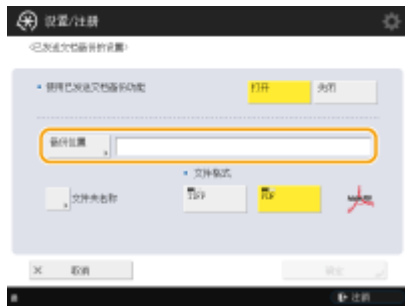 设置/注册
<已发送文档备份的设置>
使用已发送文档备份功能
打开
关闭
备份位置
文件格式
文件夹名称
TIFF
PDF
取消
确定
注销